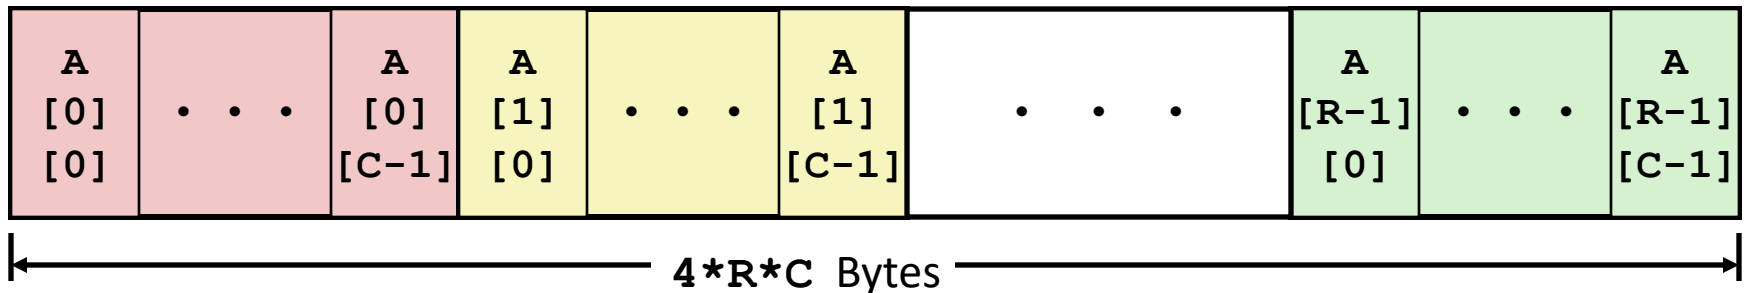 A A A A A A
[0] • • • [0] [1] • • • [1] • • • [R-1] • • • [R-1]
[0] [C-1] [0] [C-1] [0] [C-1]
4*R*C Bytes